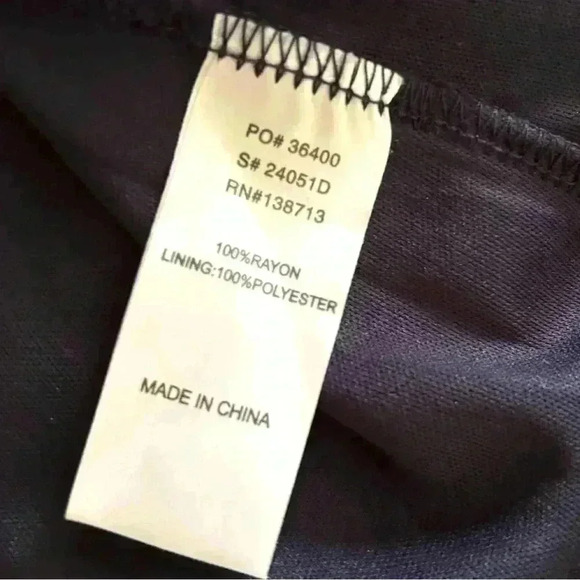 PO# 36400
S# 24051D
RN#138713
100%RAYON
LINING:100%POLYESTER
MADE IN CHINA